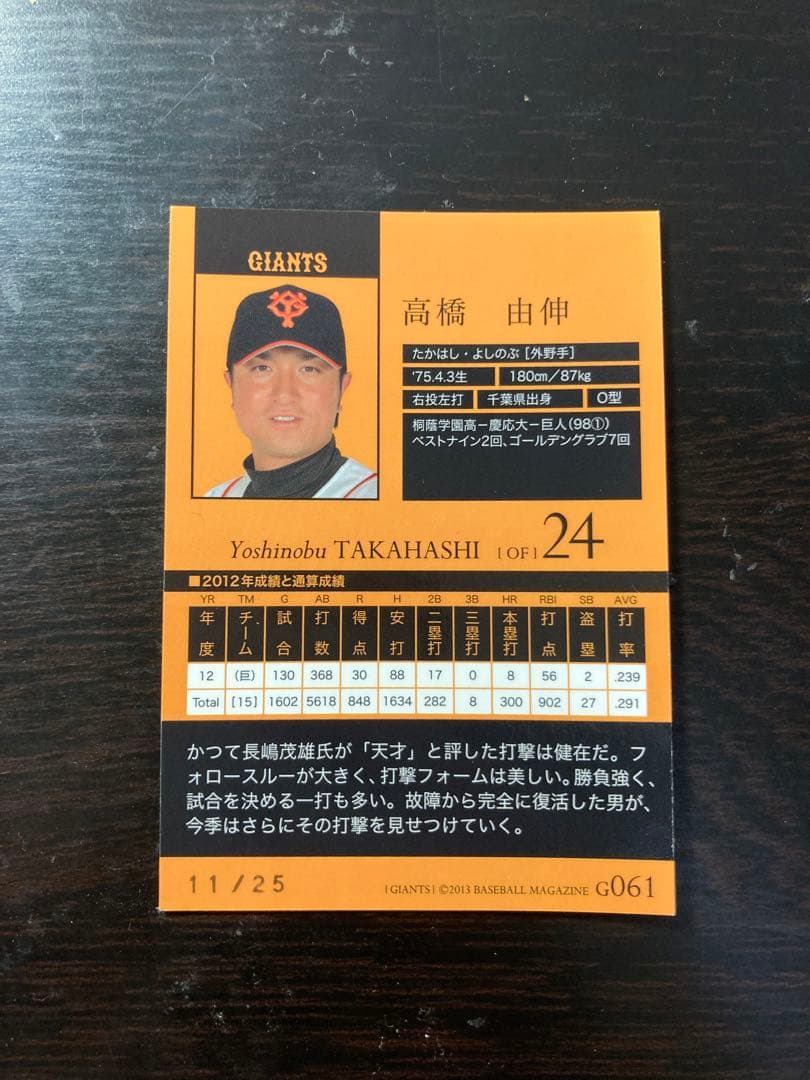 GIANTS
高橋 由伸
たかはし・よしのぶ [外野手]
'75.4.3生 180㎝/87㎏
右投左打 千葉県出身 O型
桐蔭学園高−慶応大−巨人(98①)
ベストナイン2回、ゴールデングラブ7回
Yoshinobu TAKAHASHI [OF] 24
■2012年成績と通算成績
YR TM G AB R H 2B 3B HR RBI SB AVG
年度 チーム 試合 打数 得点 安打 二塁打 三塁打 本塁打 打点 盗塁 打率
12 (巨) 130 368 30 88 17 0 8 56 2 .239
Total [15] 1602 5618 848 1634 282 8 300 902 27 .291
かつて長嶋茂雄氏が「天才」と評した打撃は健在だ。フ
ォロースルーが大きく、打撃フォームは美しい。勝負強く、
試合を決める一打も多い。故障から完全に復活した男が、
今季はさらにその打撃を見せつけていく。
11/25 [GIANTS] ©2013 BASEBALL MAGAZINE G061